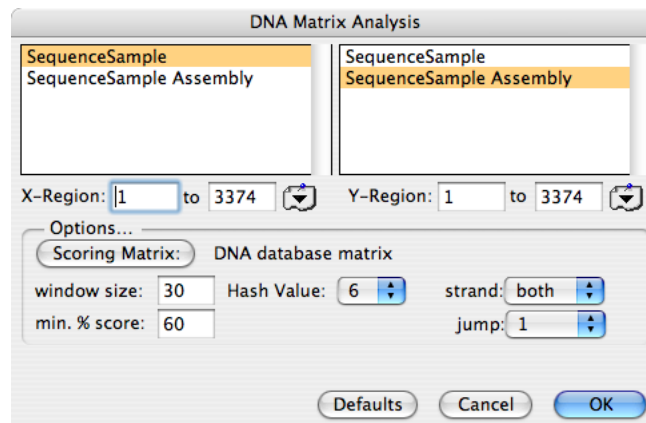 DNA Matrix Analysis
SequenceSample
SequenceSample Assembly
SequenceSample
SequenceSample Assembly
X-Region: 1 to 3374 Y-Region: 1 to 3374
Options...
Scoring Matrix: DNA database matrix
window size: 30 Hash Value: 6 strand: both
min. % score: 60 jump: 1
Defaults Cancel OK